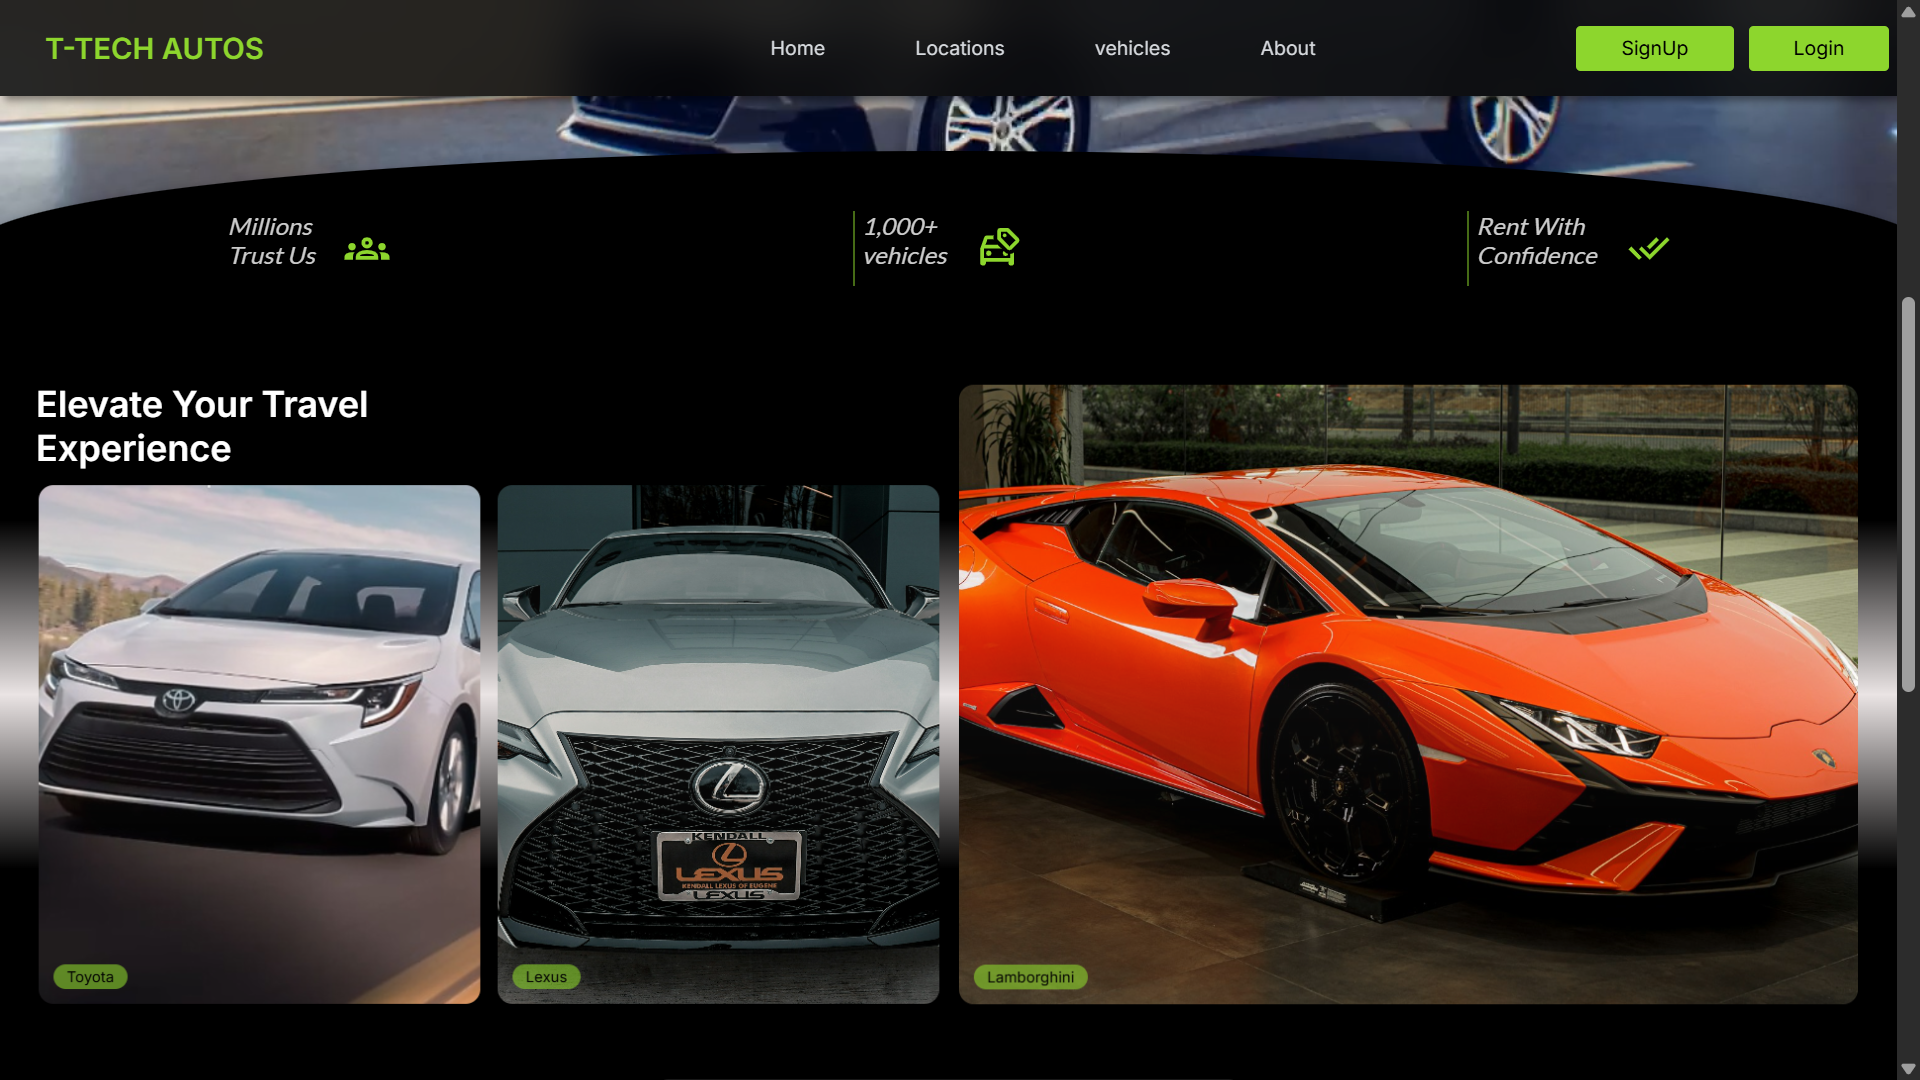 T-TECH AUTOS
Home
Locations
vehicles
About
SignUp
Login
Millions
Trust Us
1,000+
vehicles
Rent With
Confidence
Elevate Your Travel
Experience
KENDALL
LEXUS
KENDALL LEXUS OF EUGENE
LEXUS
Toyota
Lexus
Lamborghini